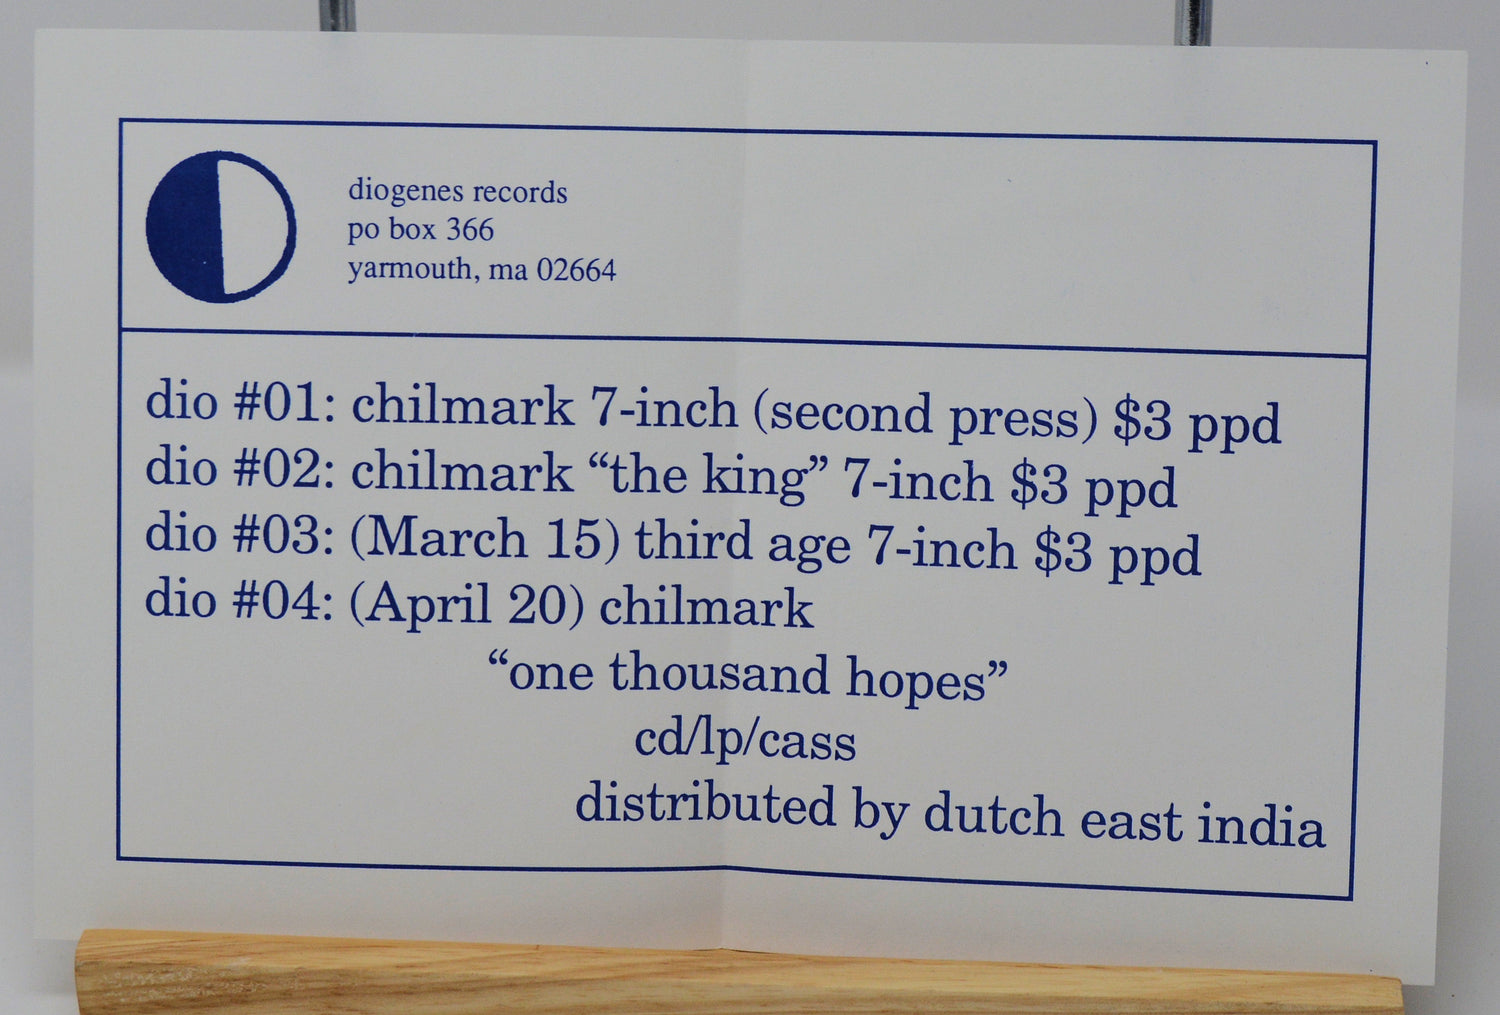 diogenes records
po box 366
yarmouth, ma 02664
dio #01: chilmark 7-inch (second press) $3 ppd
dio #02: chilmark “the king” 7-inch $3 ppd
dio #03: (March 15) third age 7-inch $3 ppd
dio #04: (April 20) chilmark
“one thousand hopes”
cd/lp/cass
distributed by dutch east india